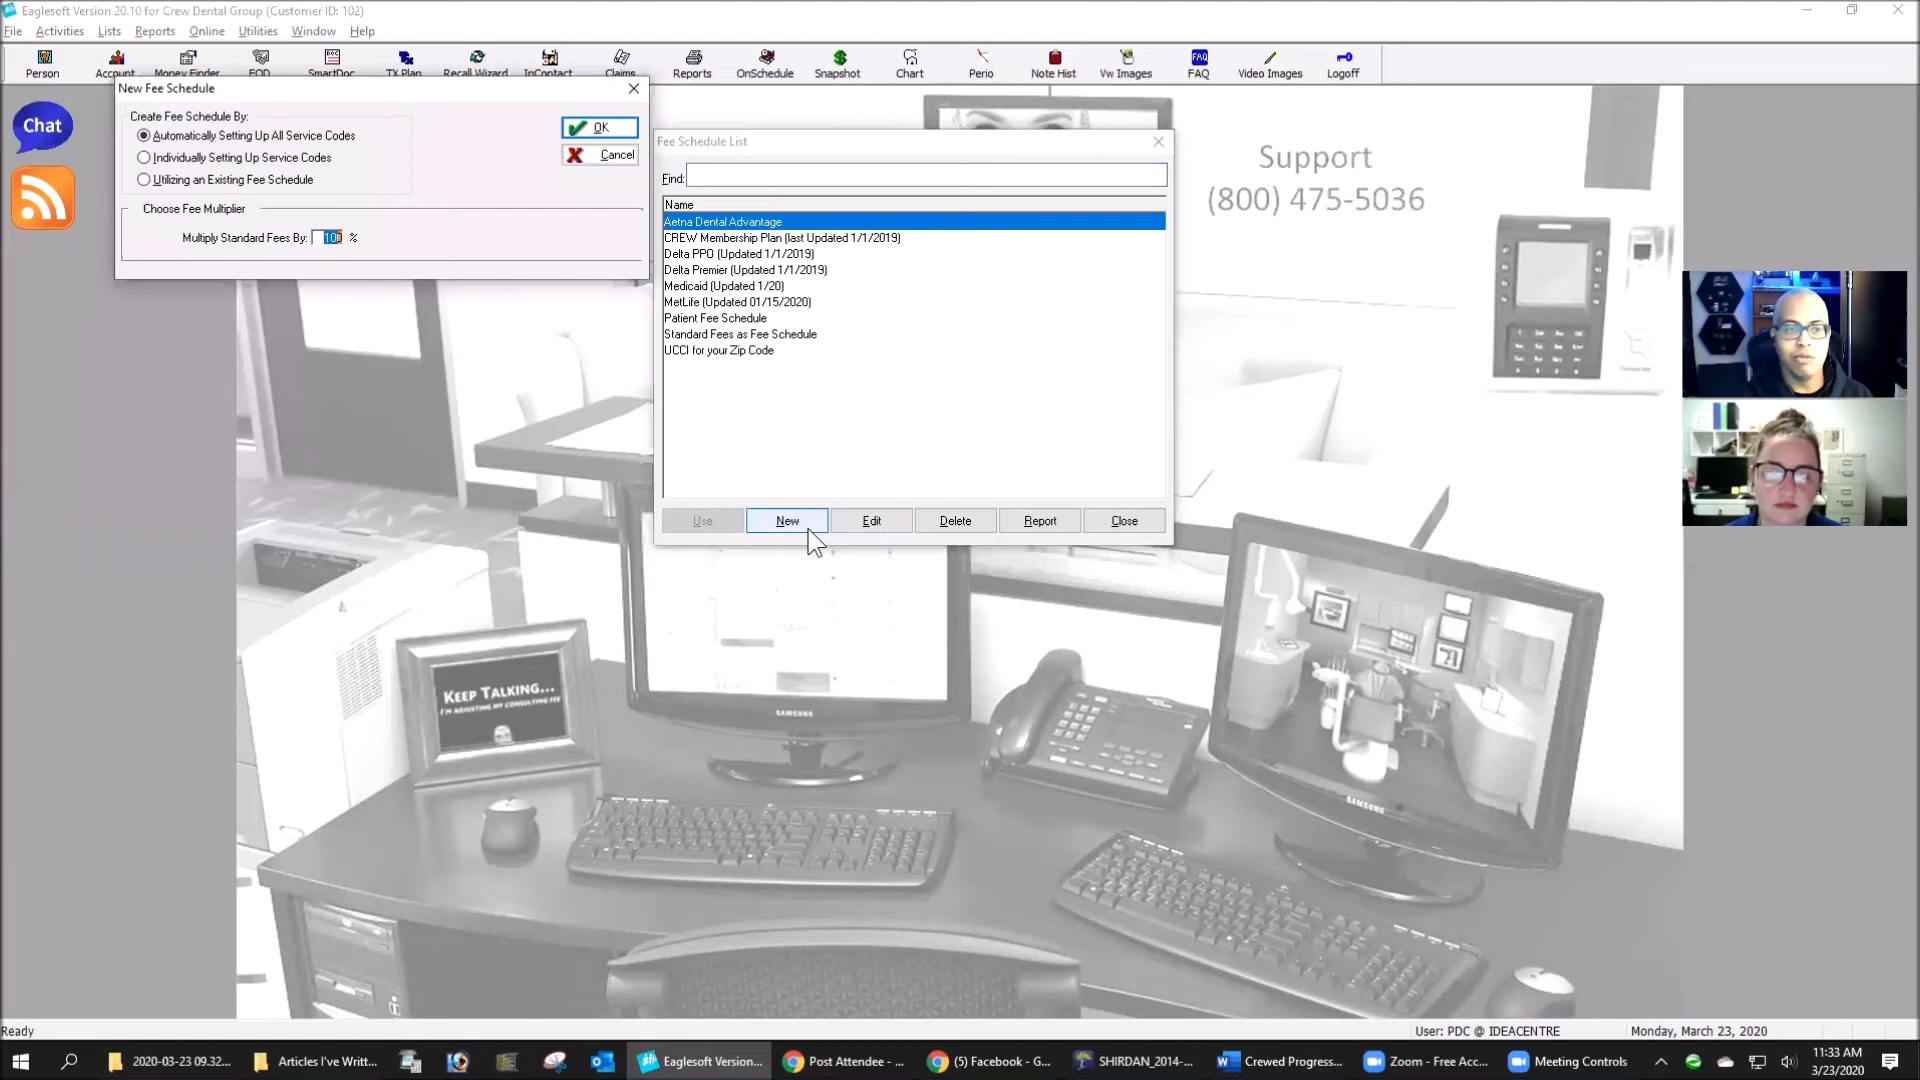 Eaglesoft Version 20.10 for Crew Dental Group (Customer ID: 102)
File Activities Lists Reports Online Utilities Window Help
Person Account Money Finder EOD SmartDoc TX Plan Recall Wizard InContact Claims Reports OnSchedule Snapshot Chart Perio Note Hist Vw Images FAQ Video Images Logoff
Chat
New Fee Schedule
Create Fee Schedule By:
Automatically Setting Up All Service Codes
Individually Setting Up Service Codes
Utilizing an Existing Fee Schedule
OK
Cancel
Choose Fee Multiplier
Multiply Standard Fees By: %
Fee Schedule List
Find:
Name
Aetna Dental Advantage
CREW Membership Plan (last Updated 1/1/2019)
Delta PPO (Updated 1/1/2019)
Delta Premier (Updated 1/1/2019)
Medicaid (Updated 1/20)
MetLife (Updated 01/15/2020)
Patient Fee Schedule
Standard Fees as Fee Schedule
UCCI for your Zip Code
Use New Edit Delete Report Close
Support
(800) 475-5036
KEEP TALKING...
I'M ADJUSTING MY CONSULTING FEE
SAMSUNG
SAMSUNG
Ready
User: PDC @ IDEACENTRE
Monday, March 23, 2020
2020-03-23 09.32...
Articles I've Writt...
Eaglesoft Version...
Post Attendee - ...
(5) Facebook - G...
SHIRDAN_2014-...
Crewed Progress...
Zoom - Free Acc...
Meeting Controls
11:33 AM
3/23/2020